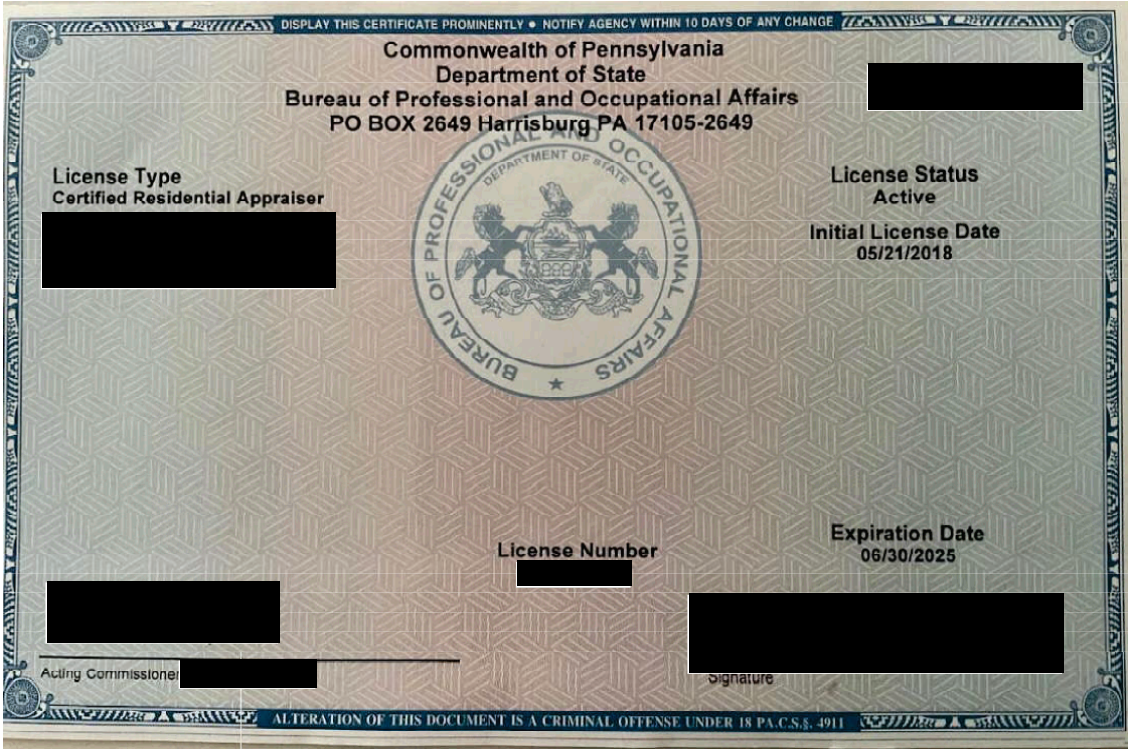 DISPLAY THIS CERTIFICATE PROMINENTLY ● NOTIFY AGENCY WITHIN 10 DAYS OF ANY CHANGE
Commonwealth of Pennsylvania
Department of State
Bureau of Professional and Occupational Affairs
PO BOX 2649 Harrisburg PA 17105-2649
BUREAU OF PROFESSIONAL AND OCCUPATIONAL AFFAIRS
DEPARTMENT OF STATE
License Type
Certified Residential Appraiser
License Status
Active
Initial License Date
05/21/2018
Expiration Date
06/30/2025
License Number
Acting Commissioner
Signature
ALTERATION OF THIS DOCUMENT IS A CRIMINAL OFFENSE UNDER 18 PA.C.S.§. 4911